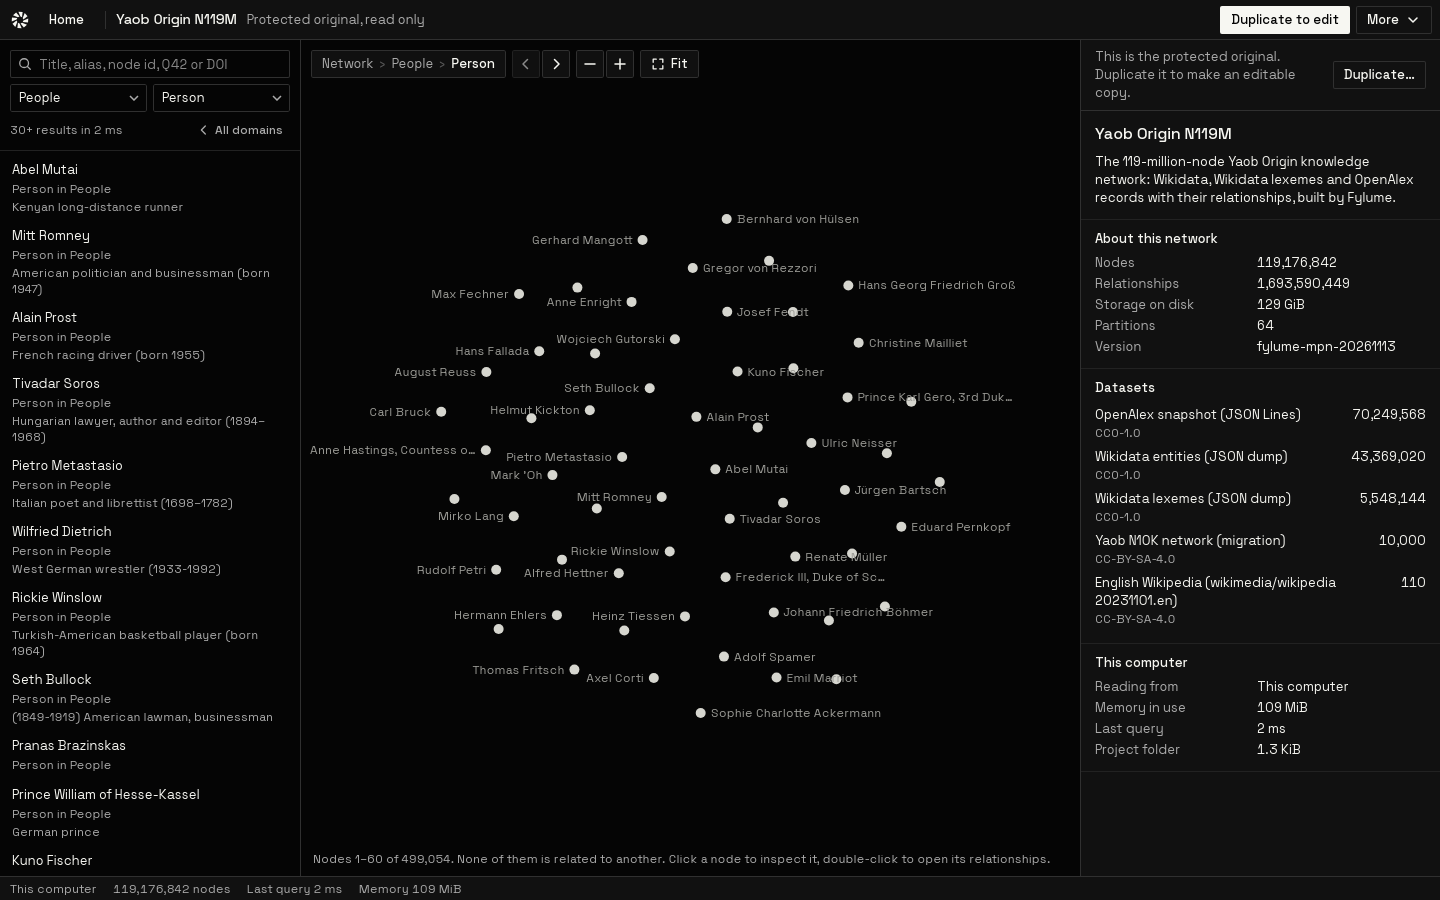 Home
Yaob Origin N119M
Protected original, read only
Duplicate to edit
More
Title, alias, node id, Q42 or DOI
People
Person
30+ results in 2 ms
All domains
Abel Mutai
Person in People
Kenyan long-distance runner
Mitt Romney
Person in People
American politician and businessman (born
1947)
Alain Prost
Person in People
French racing driver (born 1955)
Tivadar Soros
Person in People
Hungarian lawyer, author and editor (1894–
1968)
Pietro Metastasio
Person in People
Italian poet and librettist (1698–1782)
Wilfried Dietrich
Person in People
West German wrestler (1933-1992)
Rickie Winslow
Person in People
Turkish-American basketball player (born
1964)
Seth Bullock
Person in People
(1849-1919) American lawman, businessman
Pranas Brazinskas
Person in People
Prince William of Hesse-Kassel
Person in People
German prince
Kuno Fischer
Network > People > Person
Fit
Bernhard von Hülsen
Gerhard Mangott
Gregor von Rezzori
Hans Georg Friedrich Groß
Max Fechner
Anne Enright
Josef Fendt
Wojciech Gutorski
Christine Mailliet
Hans Fallada
August Reuss
Kuno Fischer
Seth Bullock
Prince Karl Gero, 3rd Duk…
Carl Bruck
Helmut Kickton
Alain Prost
Ulric Neisser
Anne Hastings, Countess o…
Pietro Metastasio
Abel Mutai
Mark 'Oh
Jürgen Bartsch
Mitt Romney
Mirko Lang
Tivadar Soros
Eduard Pernkopf
Rickie Winslow
Renate Müller
Rudolf Petri
Alfred Hettner
Frederick III, Duke of Sc…
Hermann Ehlers
Heinz Tiessen
Johann Friedrich Böhmer
Adolf Spamer
Thomas Fritsch
Axel Corti
Emil Marriot
Sophie Charlotte Ackermann
Nodes 1–60 of 499,054. None of them is related to another. Click a node to inspect it, double-click to open its relationships.
This is the protected original.
Duplicate it to make an editable
copy.
Duplicate…
Yaob Origin N119M
The 119-million-node Yaob Origin knowledge
network: Wikidata, Wikidata lexemes and OpenAlex
records with their relationships, built by Fylume.
About this network
Nodes 119,176,842
Relationships 1,693,590,449
Storage on disk 129 GiB
Partitions 64
Version fylume-mpn-20261113
Datasets
OpenAlex snapshot (JSON Lines) 70,249,568
CC0-1.0
Wikidata entities (JSON dump) 43,369,020
CC0-1.0
Wikidata lexemes (JSON dump) 5,548,144
CC0-1.0
Yaob N10K network (migration) 10,000
CC-BY-SA-4.0
English Wikipedia (wikimedia/wikipedia 110
20231101.en)
CC-BY-SA-4.0
This computer
Reading from This computer
Memory in use 109 MiB
Last query 2 ms
Project folder 1.3 KiB
This computer 119,176,842 nodes Last query 2 ms Memory 109 MiB